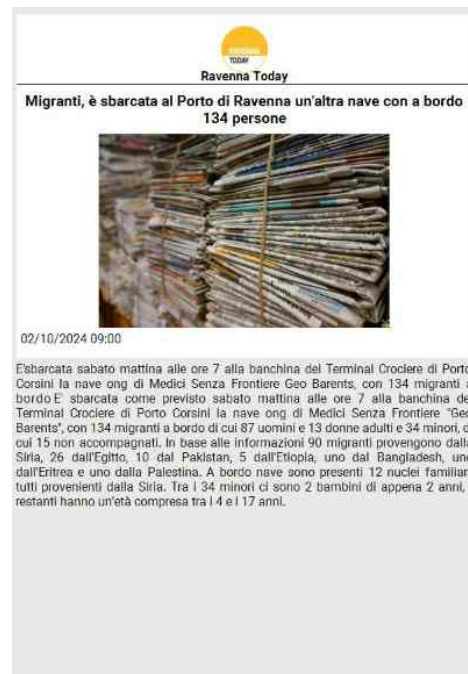 RAVENNA
TODAY
Ravenna Today
Migranti, è sbarcata al Porto di Ravenna un'altra nave con a bordo
134 persone
02/10/2024 09:00
E'sbarcata sabato mattina alle ore 7 alla banchina del Terminal Crociere di Porto
Corsini la nave ong di Medici Senza Frontiere Geo Barents, con 134 migranti a
bordo E' sbarcata come previsto sabato mattina alle ore 7 alla banchina de
Terminal Crociere di Porto Corsini la nave ong di Medici Senza Frontiere "Geo
Barents", con 134 migranti a bordo di cui 87 uomini e 13 donne adulti e 34 minori, d
cui 15 non accompagnati. In base alle informazioni 90 migranti provengono dalla
Siria, 26 dall'Egitto, 10 dal Pakistan, 5 dall'Etiopia, uno dal Bangladesh, uno
dall'Eritrea e uno dalla Palestina. A bordo nave sono presenti 12 nuclei familiar
tutti provenienti dalla Siria. Tra i 34 minori ci sono 2 bambini di appena 2 anni,
restanti hanno un'età compresa tra i 4 e i 17 anni.